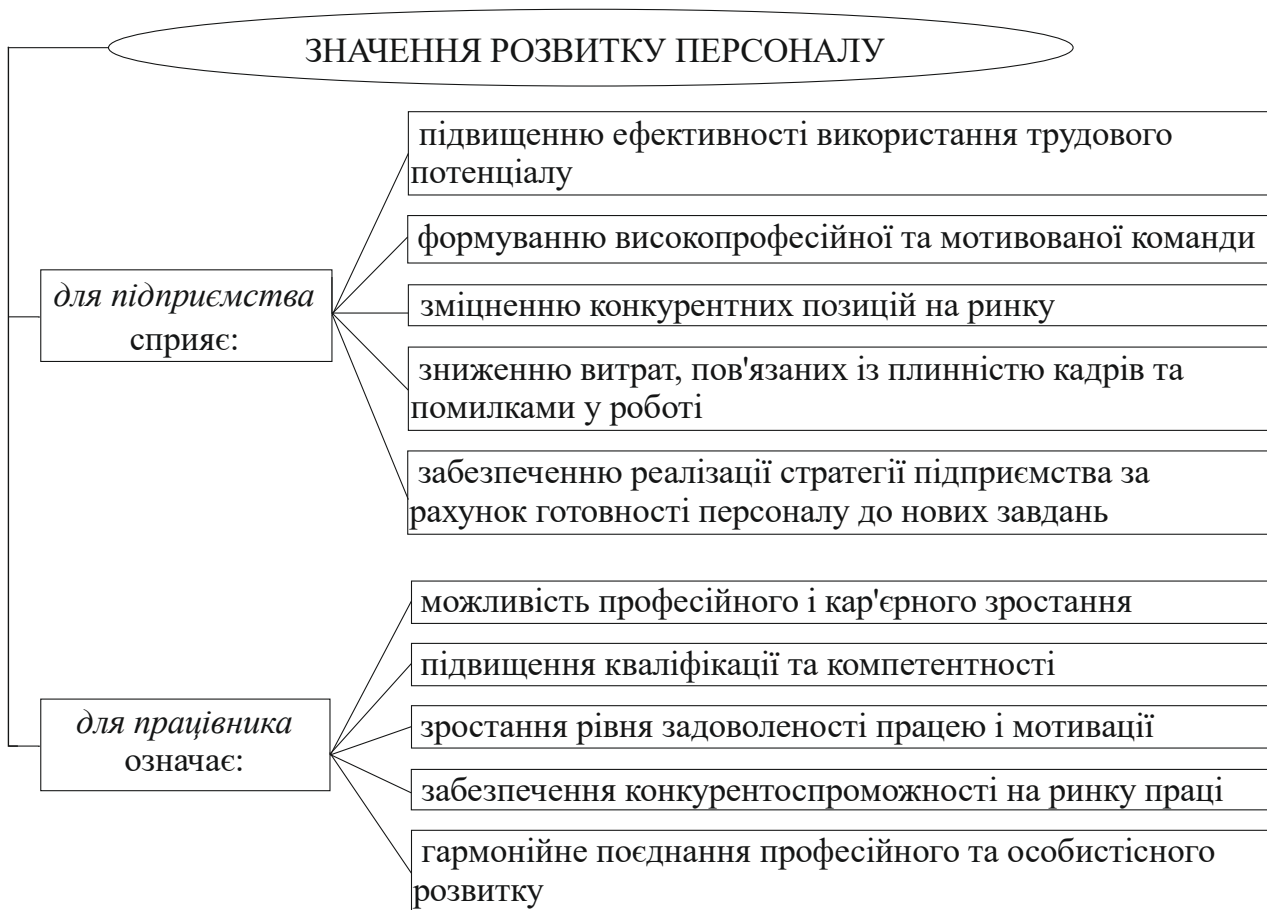 ЗНАЧЕННЯ РОЗВИТКУ ПЕРСОНАЛУ
для підприємства
сприяє:
підвищенню ефективності використання трудового
потенціалу
формуванню високопрофесійної та мотивованої команди
зміцненню конкурентних позицій на ринку
зниженню витрат, пов'язаних із плинністю кадрів та
помилками у роботі
забезпеченню реалізації стратегії підприємства за
рахунок готовності персоналу до нових завдань
для працівника
означає:
можливість професійного і кар'єрного зростання
підвищення кваліфікації та компетентності
зростання рівня задоволеності працею і мотивації
забезпечення конкурентоспроможності на ринку праці
гармонійне поєднання професійного та особистісного
розвитку